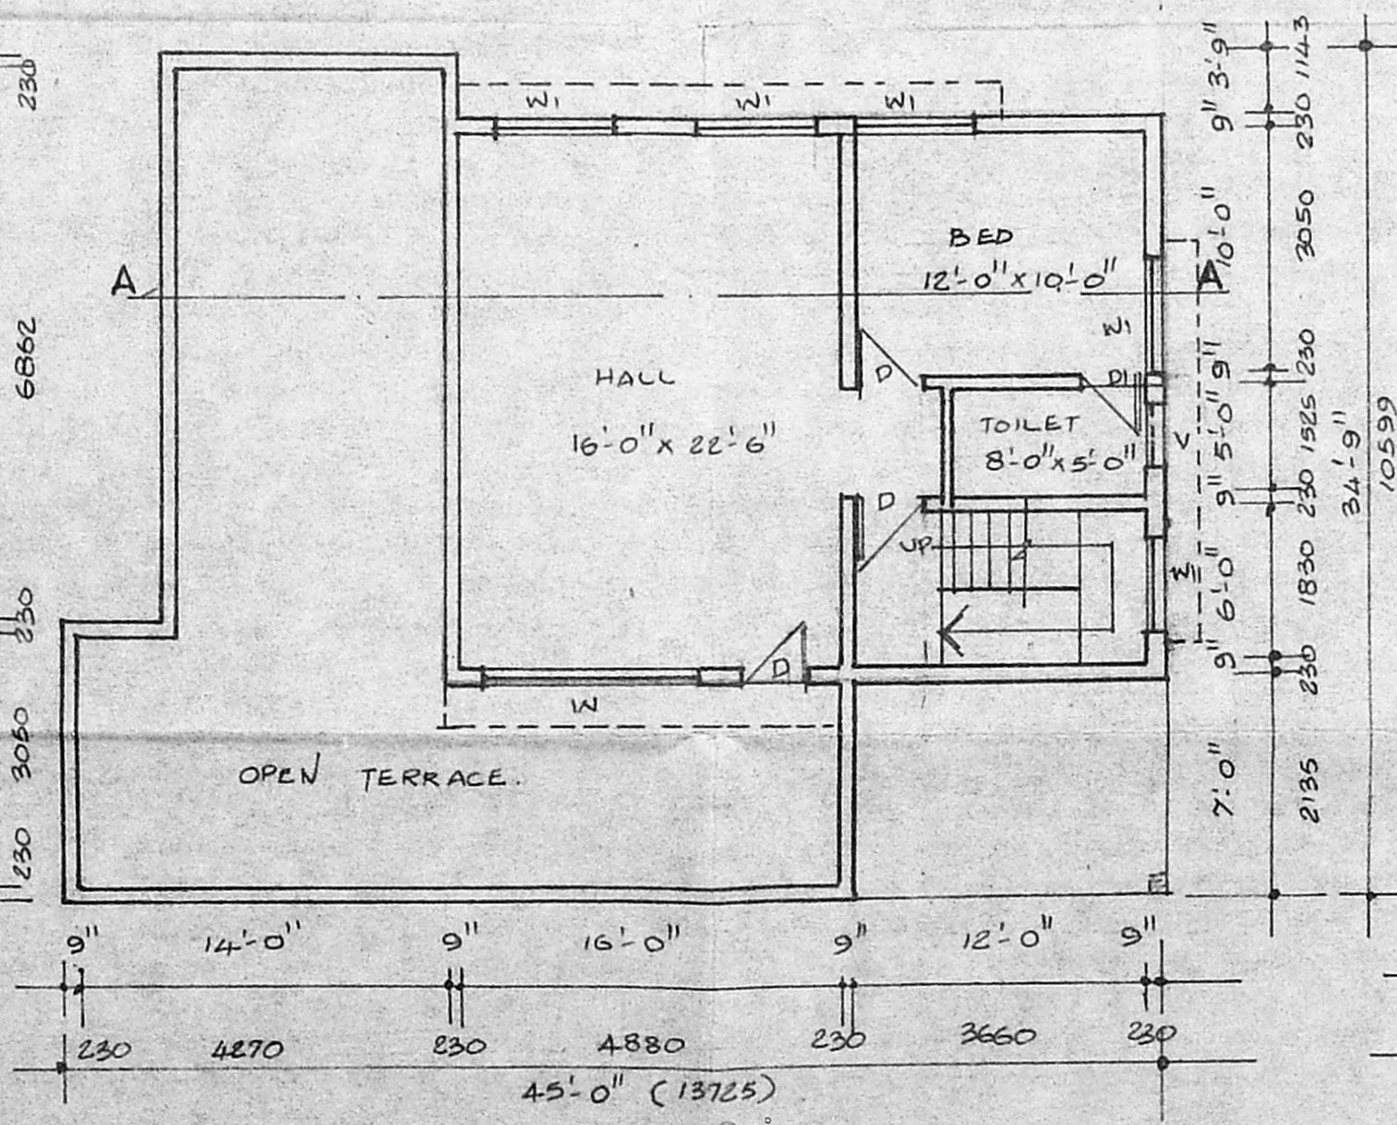 W1 W1 W1
BED
12'-0" x 10'-0"
A
A
W1
HALL
16'-0" x 22'-6"
D
D1
TOILET
8'-0" x 5'-0"
V
D
UP
W1
D
W
OPEN TERRACE.
230
6862
230
3050
230
3'-9"
9"
10'-0"
9"
5'-0"
9"
6'-0"
9"
7'-0"
1143
230
3050
230
1525
230
1830
230
2135
34'-9"
10599
9" 14'-0" 9" 16'-0" 9" 12'-0" 9"
230 4270 230 4880 230 3660 230
45'-0" (13725)